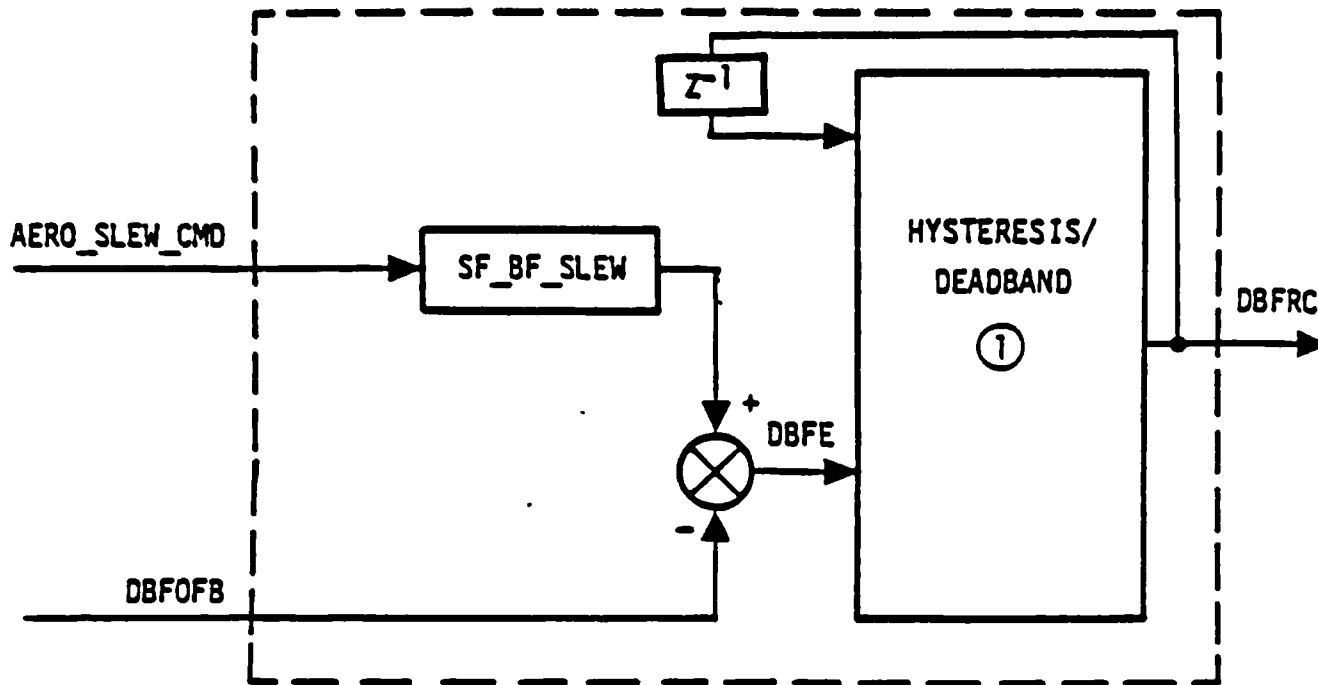 Z⁻¹
AERO_SLEW_CMD
SF_BF_SLEW
HYSTERESIS/
DEADBAND
1
DBFRC
+
DBFE
-
DBFOFB